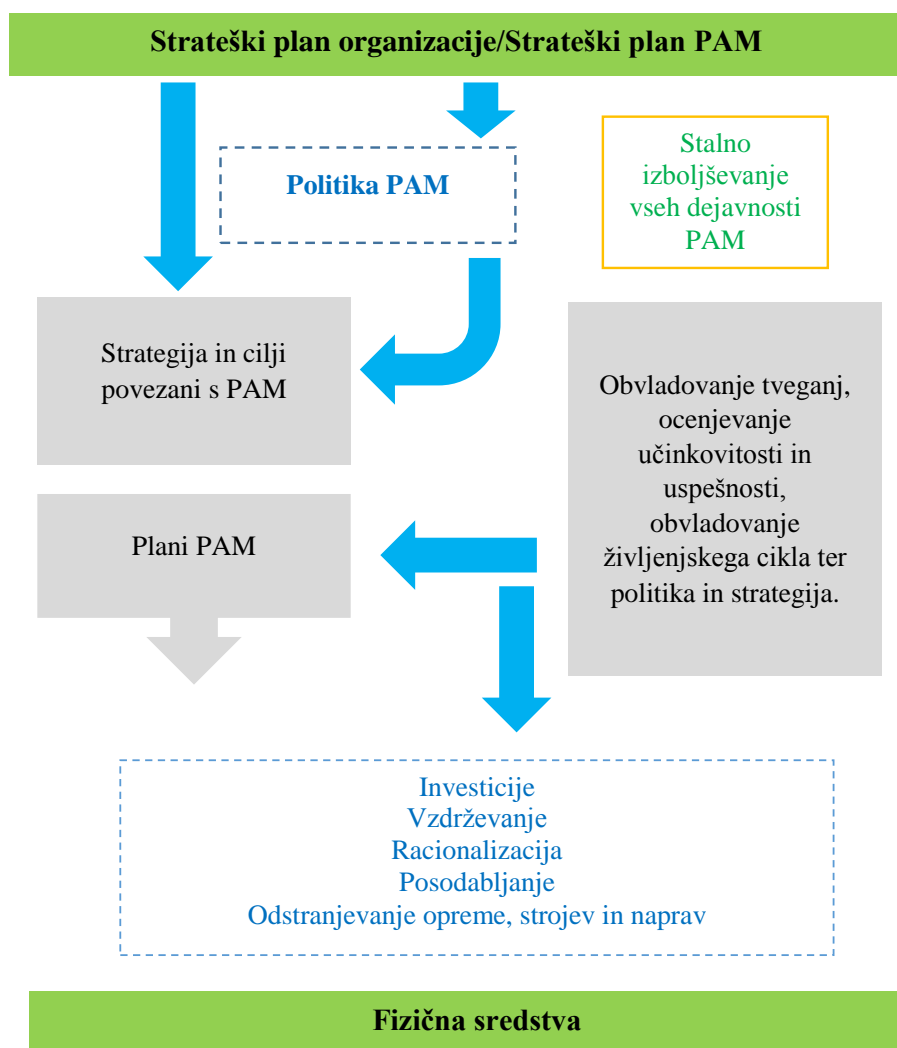 Strateški plan organizacije/Strateški plan PAM
Politika PAM
Stalno
izboljševanje
vseh dejavnosti
PAM
Strategija in cilji
povezani s PAM
Obvladovanje tveganj,
ocenjevanje
učinkovitosti in
uspešnosti,
obvladovanje
življenjskega cikla ter
politika in strategija.
Plani PAM
Investicije
Vzdrževanje
Racionalizacija
Posodabljanje
Odstranjevanje opreme, strojev in naprav
Fizična sredstva